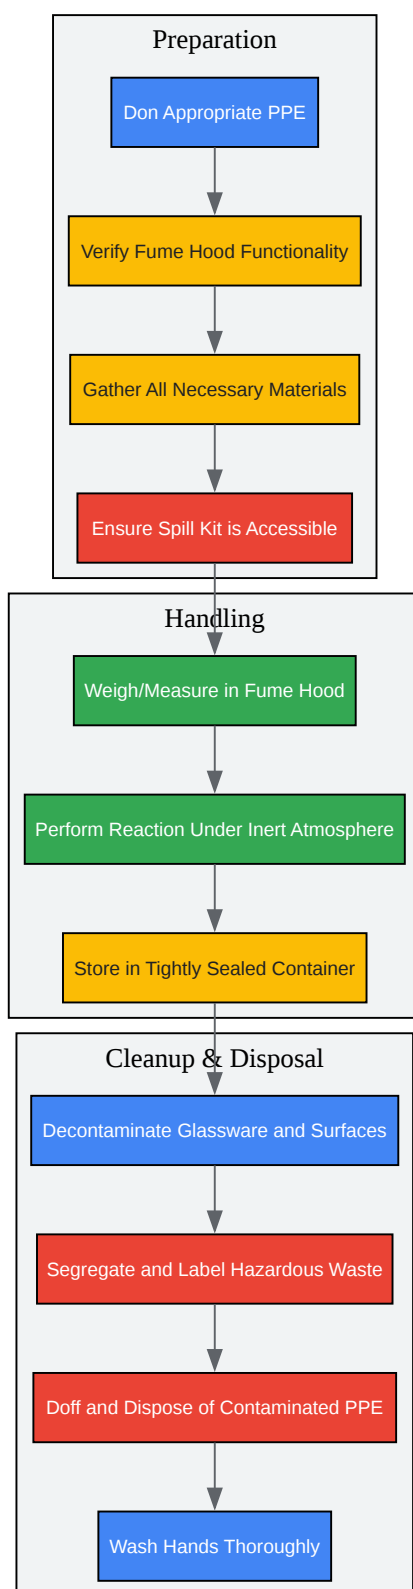 Preparation
Don Appropriate PPE
Verify Fume Hood Functionality
Gather All Necessary Materials
Ensure Spill Kit is Accessible
Handling
Weigh/Measure in Fume Hood
Perform Reaction Under Inert Atmosphere
Store in Tightly Sealed Container
Cleanup & Disposal
Decontaminate Glassware and Surfaces
Segregate and Label Hazardous Waste
Doff and Dispose of Contaminated PPE
Wash Hands Thoroughly